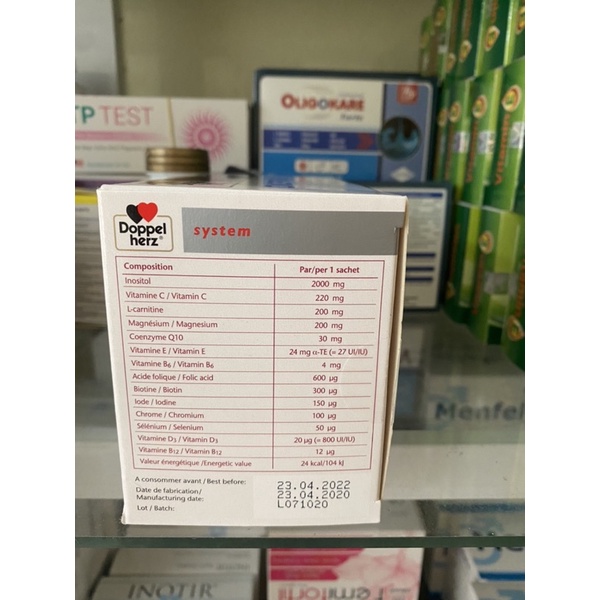 TP TEST
OLIGOKARE
Forte
Doppel
herz®
system
Composition Par/per 1 sachet
Inositol 2000 mg
Vitamine C / Vitamin C 220 mg
L-carnitine 200 mg
Magnésium / Magnesium 200 mg
Coenzyme Q10 30 mg
Vitamine E / Vitamin E 24 mg α-TE (= 27 UI/IU)
Vitamine B6 / Vitamin B6 4 mg
Acide folique / Folic acid 600 µg
Biotine / Biotin 300 µg
Iode / Iodine 150 µg
Chrome / Chromium 100 µg
Sélénium / Selenium 50 µg
Vitamine D3 / Vitamin D3 20 µg (= 800 UI/IU)
Vitamine B12 / Vitamin B12 12 µg
Valeur énergétique /Energetic value 24 kcal/104 kJ
A consommer avant / Best before: 23.04.2022
Date de fabrication/ 23.04.2020
Manufacturing date:
Lot / Batch: L071020
Menfel
INOTIR